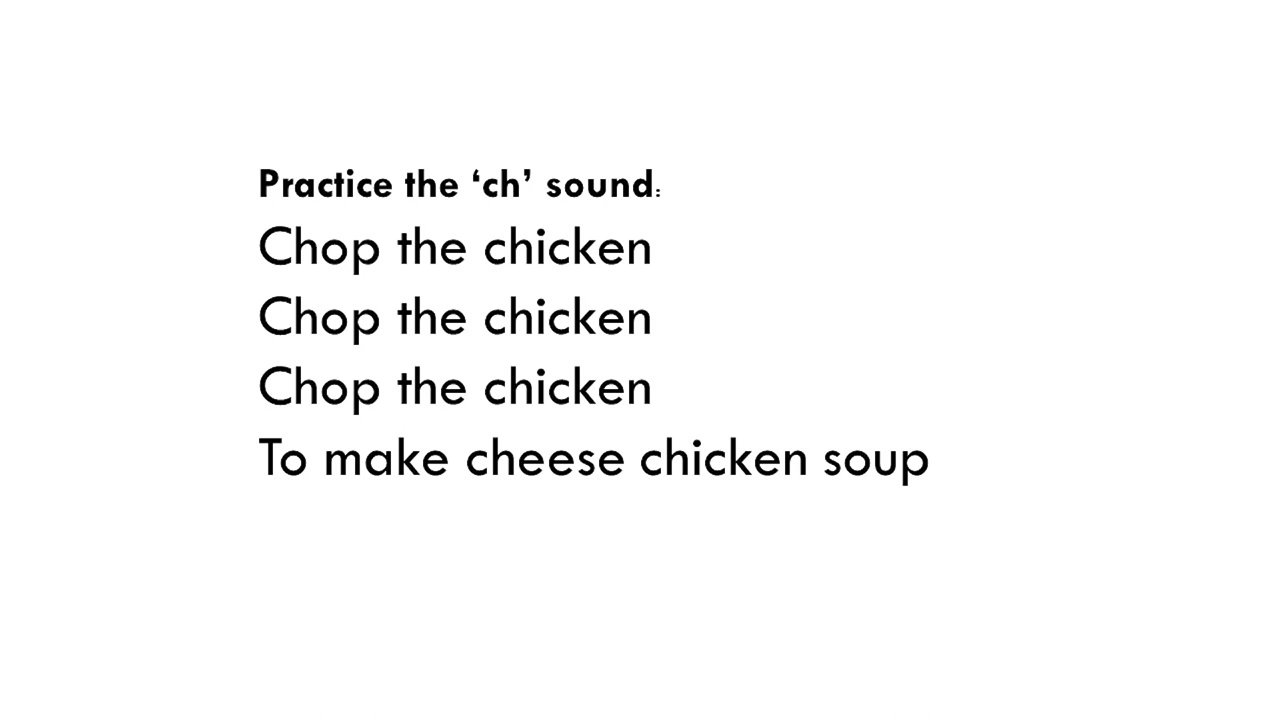 Practice the ‘ch’ sound:
Chop the chicken
Chop the chicken
Chop the chicken
To make cheese chicken soup